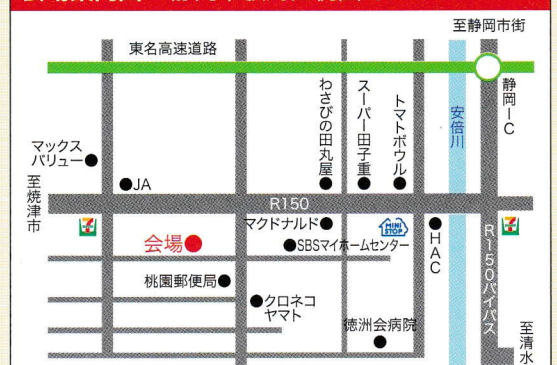 至静岡市街
東名高速道路
静岡IC
わさびの田丸屋
スーパー田子重
トマトボウル
安倍川
マックス
バリュー
JA
至焼津市
R150
マクドナルド
MINI
STOP
HAC
R150バイパス
会場
SBSマイホームセンター
桃園郵便局
クロネコ
ヤマト
徳洲会病院
至清水